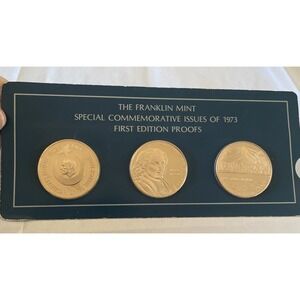 THE FRANKLIN MINT
SPECIAL COMMEMORATIVE ISSUES OF 1973
FIRST EDITION PROOFS